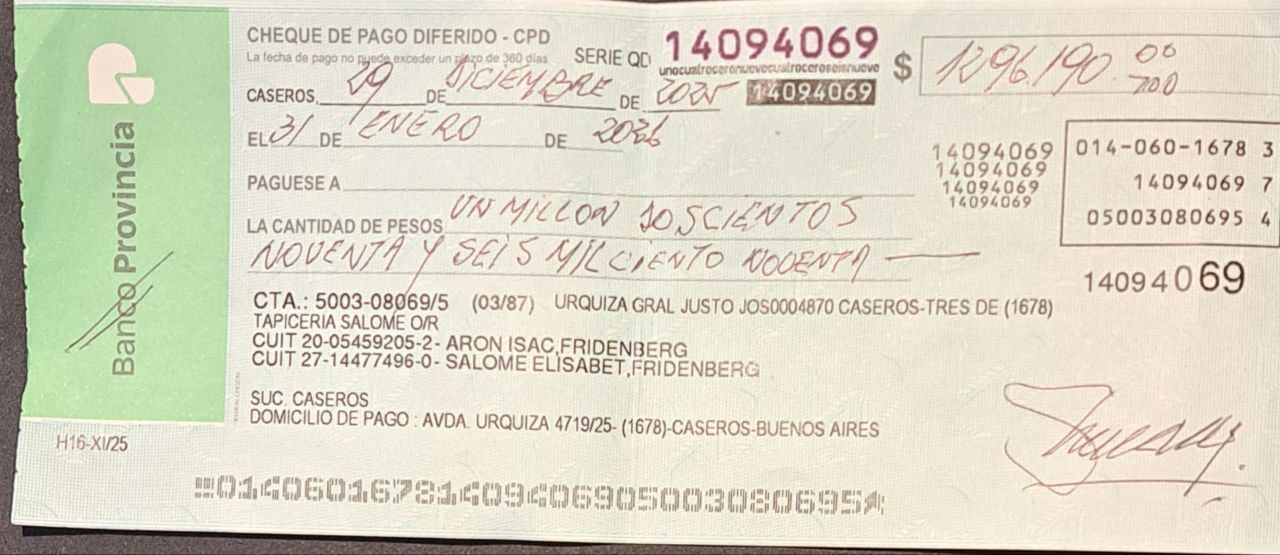 Banco Provincia
CHEQUE DE PAGO DIFERIDO - CPD
La fecha de pago no puede exceder un plazo de 360 días
SERIE QD 14094069
unocuatroceronuevecuatroceroseisnueve
14094069
$ 1296.190 00/100
CASEROS, 29 DE DICIEMBRE DE 2025
EL 31 DE ENERO DE 2026
14094069
14094069
14094069
14094069
014-060-1678 3
14094069 7
05003080695 4
PAGUESE A
LA CANTIDAD DE PESOS UN MILLON DOSCIENTOS
NOVENTA Y SEIS MIL CIENTO NOVENTA
14094069
CTA.: 5003-08069/5 (03/87) URQUIZA GRAL JUSTO JOS0004870 CASEROS-TRES DE (1678)
TAPICERIA SALOME O/R
CUIT 20-05459205-2- ARON ISAC,FRIDENBERG
CUIT 27-14477496-0- SALOME ELISABET,FRIDENBERG
SUC. CASEROS
DOMICILIO DE PAGO : AVDA. URQUIZA 4719/25- (1678)-CASEROS-BUENOS AIRES
H16-XI/25
01406016781409406905003080695